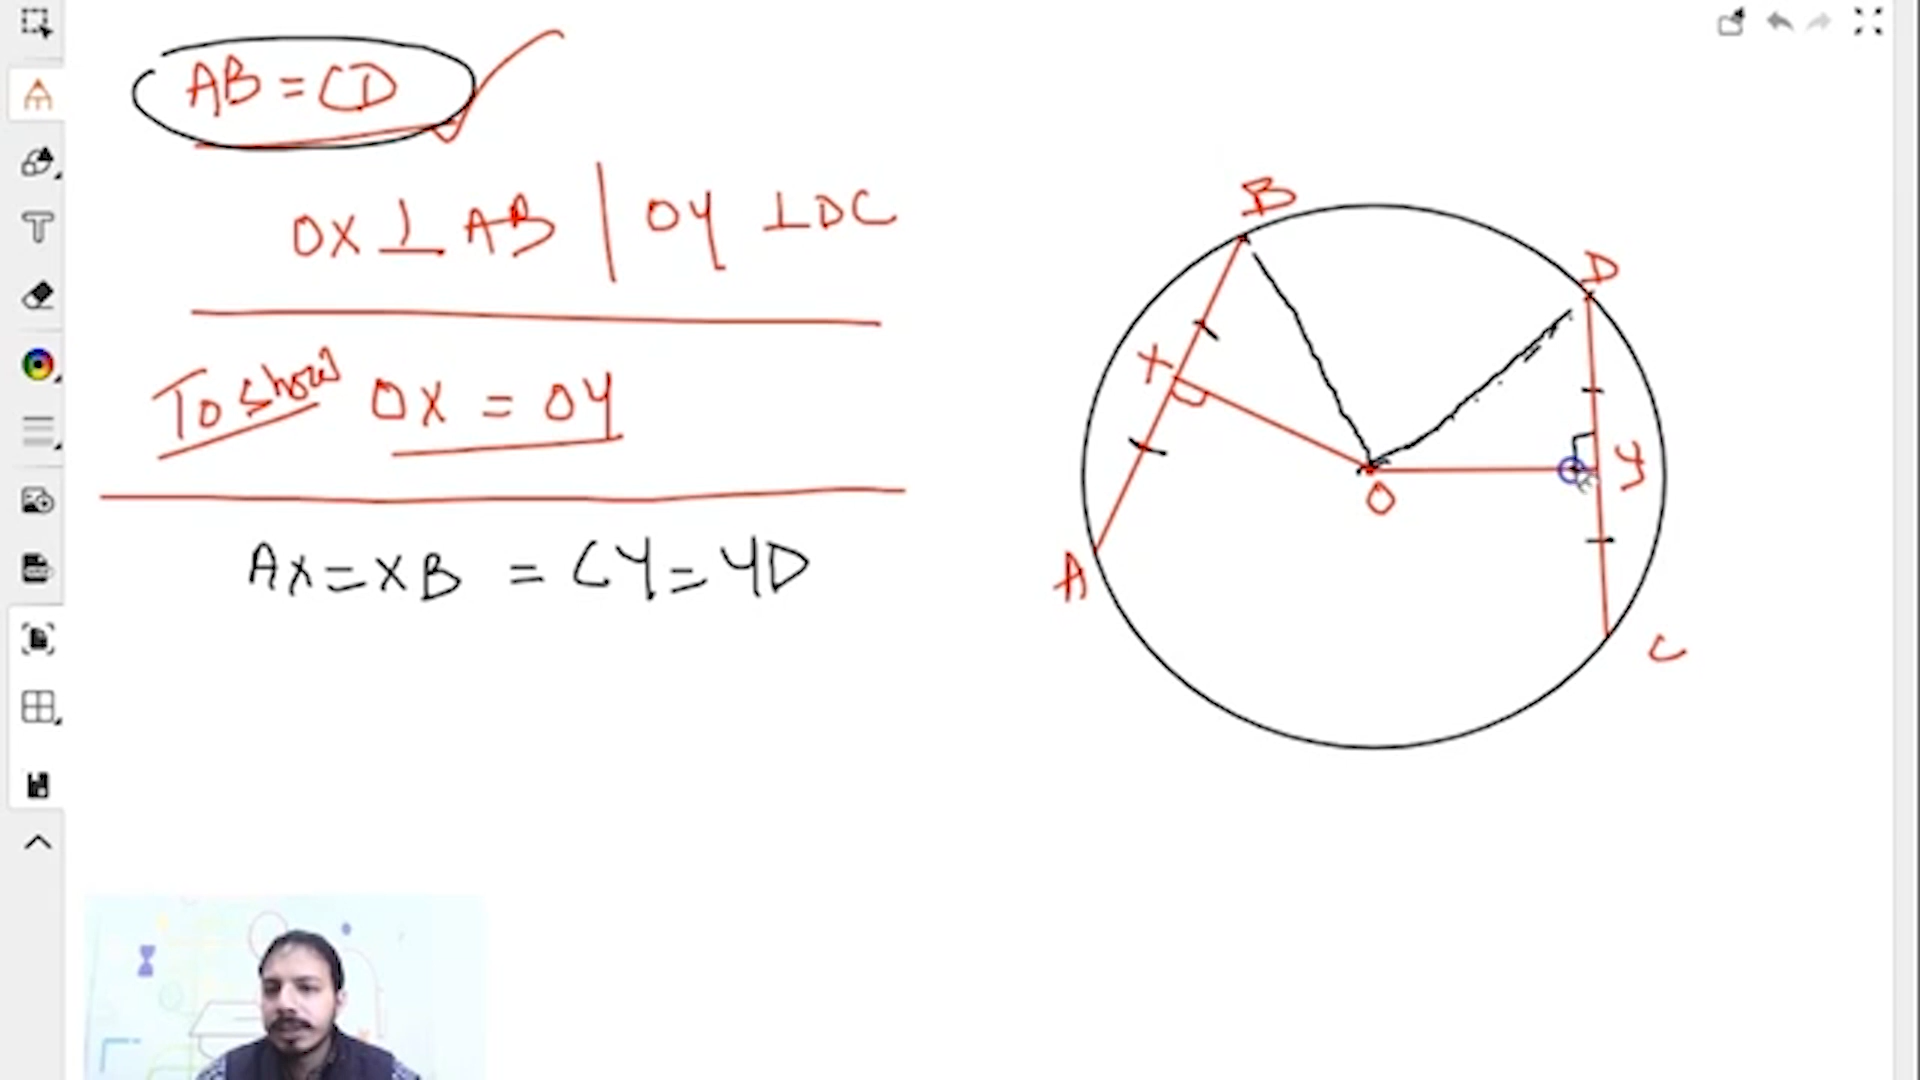 AB = CD
OX ⊥ AB | OY ⊥ DC
To show OX = OY
AX = XB = CY = YD
B
D
X
Y
O
A
C